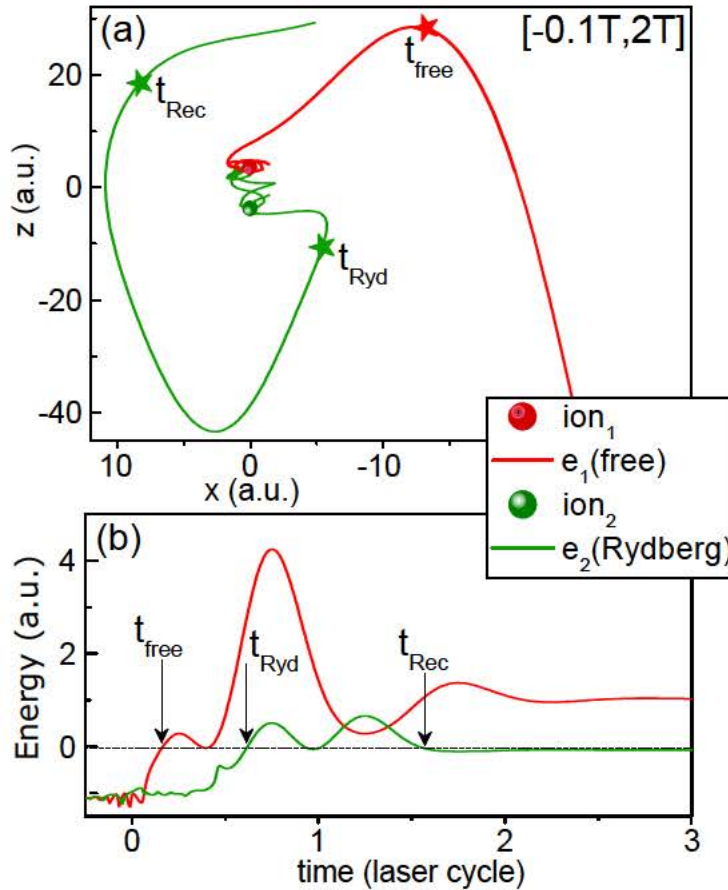 (a)
[-0.1T,2T]
t_free
t_Rec
t_Ryd
z (a.u.)
20
0
-20
-40
10
0
-10
x (a.u.)
ion_1
e_1(free)
ion_2
e_2(Rydberg)
(b)
Energy (a.u.)
4
2
0
t_free
t_Ryd
t_Rec
0
1
2
3
time (laser cycle)